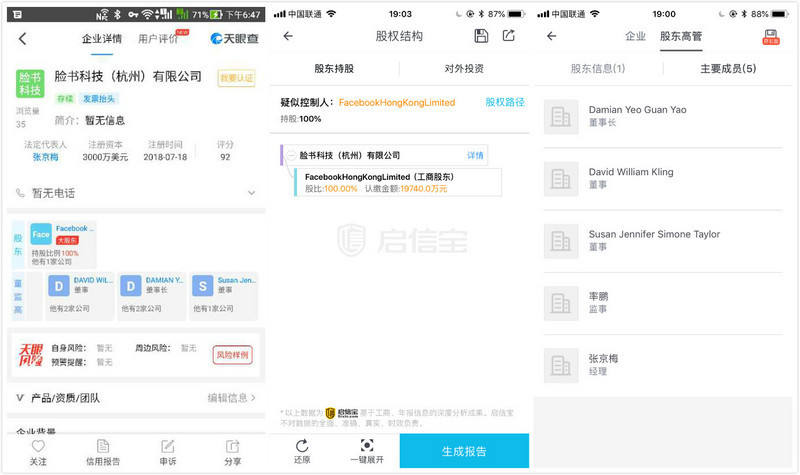 71% 下午6:47
企业详情
用户评价
NEW
天眼查
脸书科技
脸书科技（杭州）有限公司
我要认证
存续
发票抬头
浏览量
35
简介：暂无信息
法定代表人
注册资本
注册时间
评分
张京梅
3000万美元
2018-07-18
92
暂无电话
股东
Face
Facebook ..
大股东
持股比例100%
他有1家公司
董监高
D
DAVID WIL...
董事
他有2家公司
D
DAMIAN Y...
董事长
他有2家公司
S
Susan Jen...
董事
他有1家公司
天眼风险
自身风险： 暂无
周边风险： 暂无
预警提醒： 暂无
风险样例
产品/资质/团队
编辑信息
企业背景
关注
信用报告
申诉
分享
中国联通
19:03
87%
股权结构
股东持股
对外投资
疑似控制人：FacebookHongKongLimited
股权路径
持股:100%
脸书科技（杭州）有限公司
详情
FacebookHongKongLimited（工商股东）
股比:100.00% 认缴金额:19740.0万元
启信宝
* 以上数据为 启信宝 基于工商、年报信息的深度分析成果。启信宝
不对数据的全面、准确、真实、时效负责。
还原
一键展开
生成报告
中国联通
19:00
88%
企业
股东高管
股东信息(1)
主要成员(5)
Damian Yeo Guan Yao
董事长
David William Kling
董事
Susan Jennifer Simone Taylor
董事
率鹏
监事
张京梅
经理